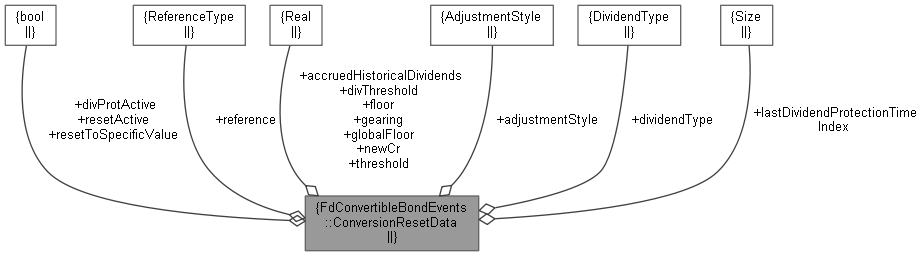 {bool
||}
{ReferenceType
||}
{Real
||}
{AdjustmentStyle
||}
{DividendType
||}
{Size
||}
+divProtActive
+resetActive
+resetToSpecificValue
+reference
+accruedHistoricalDividends
+divThreshold
+floor
+gearing
+globalFloor
+newCr
+threshold
+adjustmentStyle
+dividendType
+lastDividendProtectionTime
Index
{FdConvertibleBondEvents
::ConversionResetData
||}